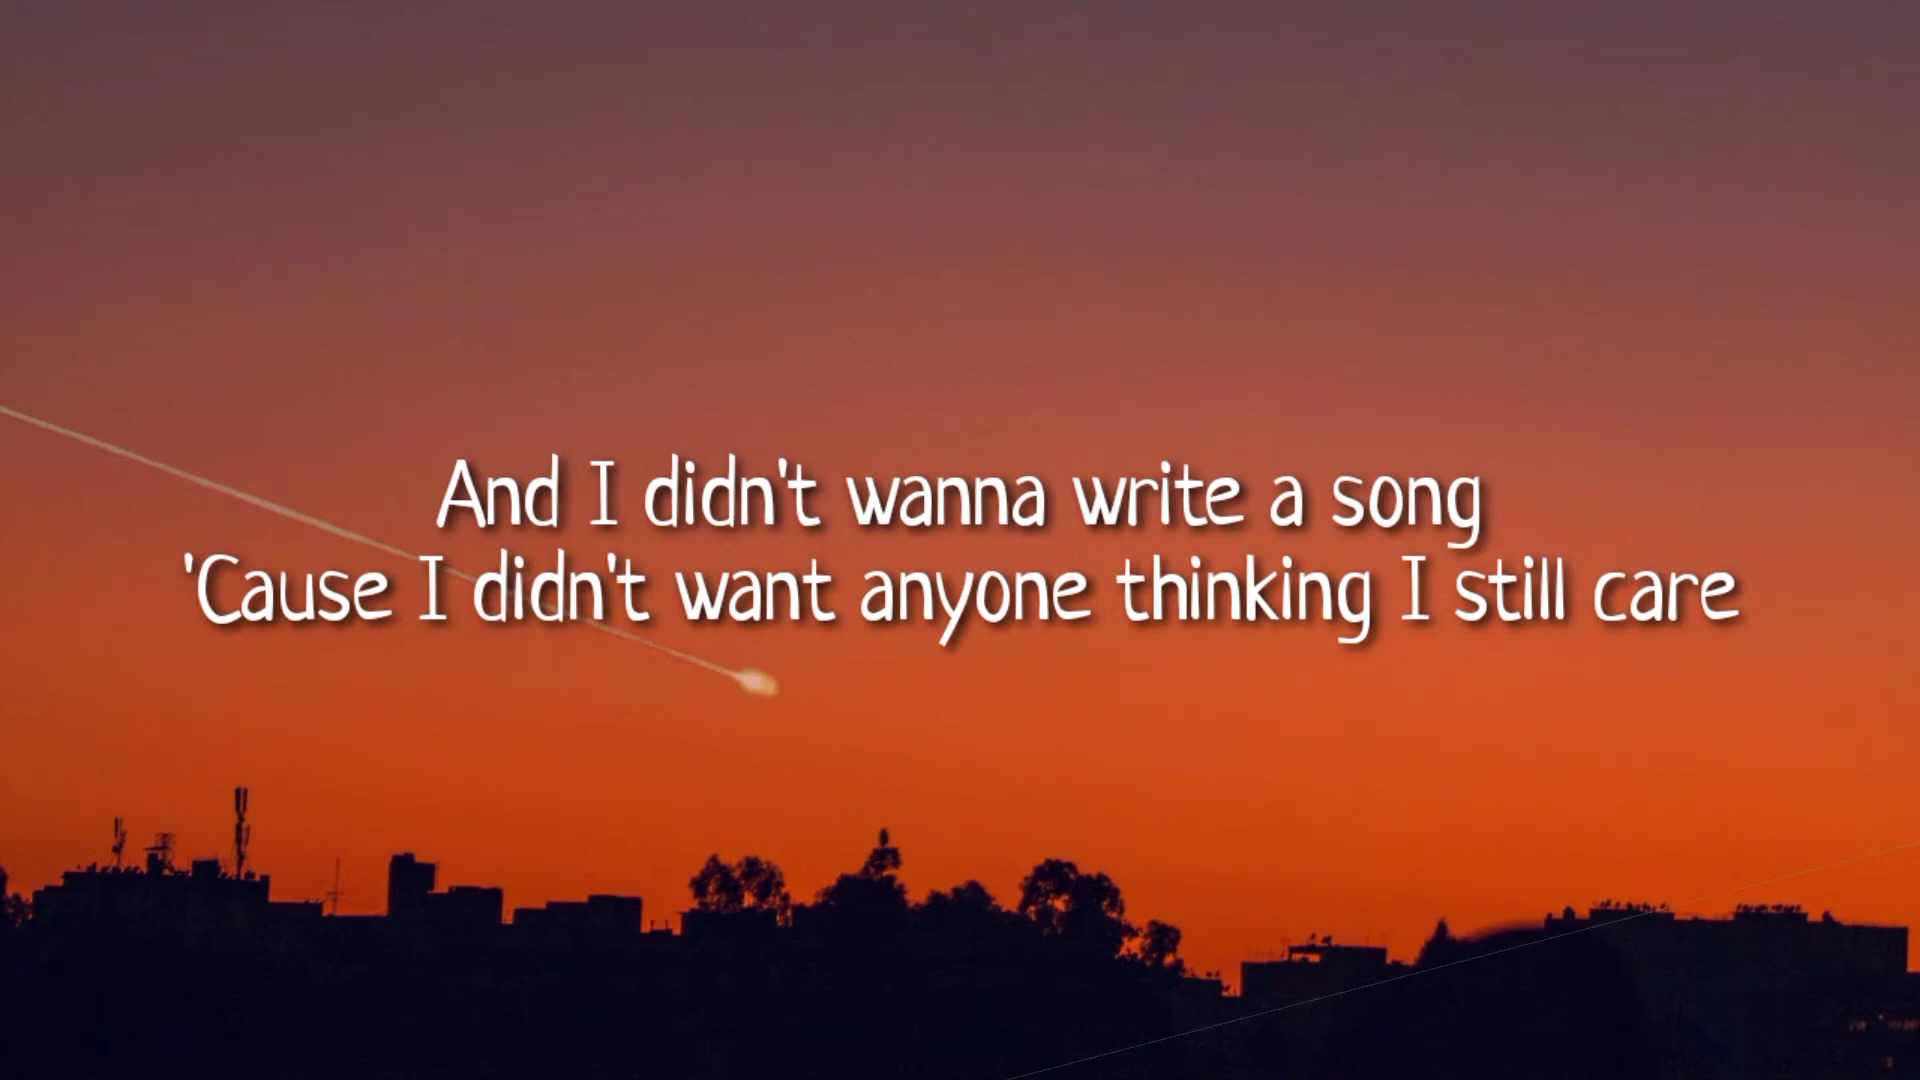 And I didn't wanna write a song
'Cause I didn't want anyone thinking I still care